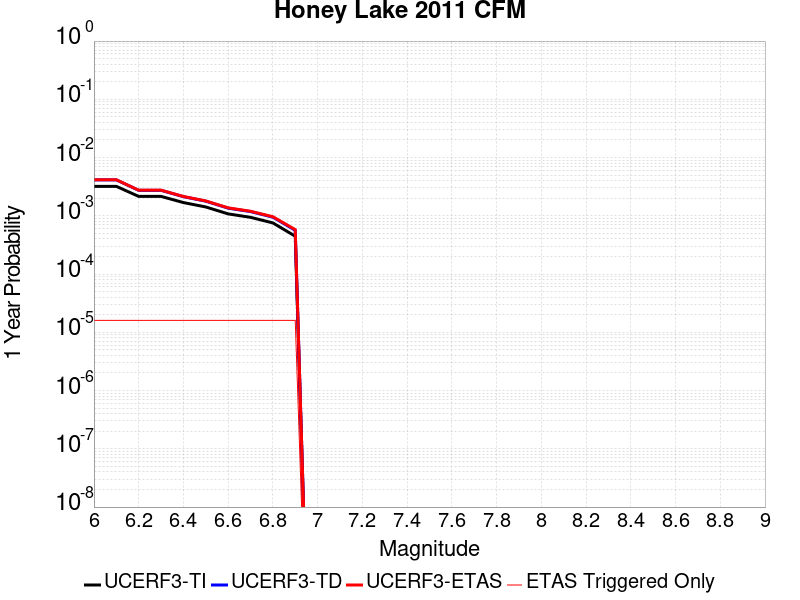 Honey Lake 2011 CFM
10^0
10^-1
10^-2
10^-3
10^-4
10^-5
10^-6
10^-7
10^-8
1 Year Probability
6 6.2 6.4 6.6 6.8 7 7.2 7.4 7.6 7.8 8 8.2 8.4 8.6 8.8 9
Magnitude
UCERF3-TI UCERF3-TD UCERF3-ETAS ETAS Triggered Only